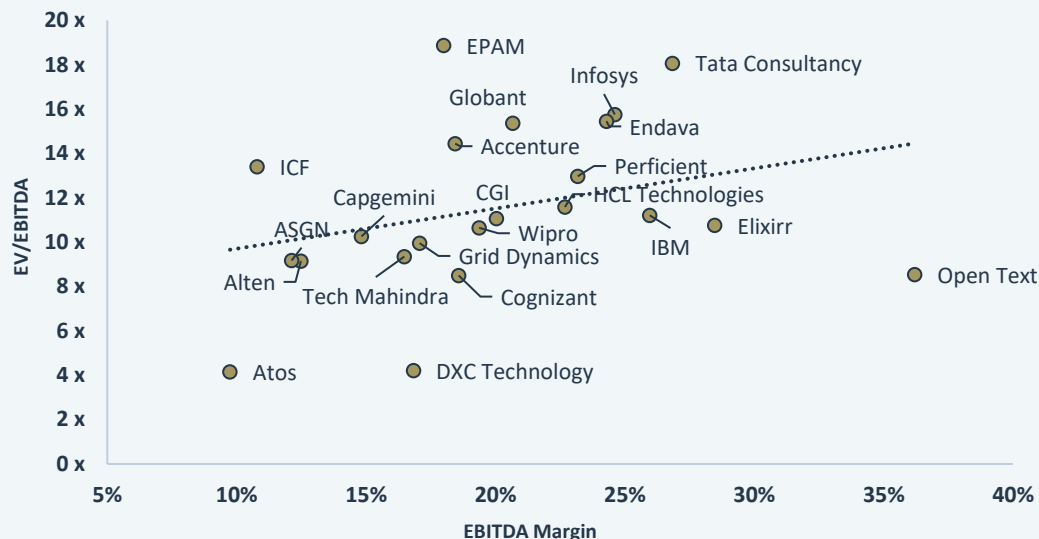 20 x
EPAM
18 x
Tata Consultancy
Infosys
16 x
Globant
Endava
Accenture
14 x
ICF
Perficient
12 x
Capgemini
CGI
HCL Technologies
ASGN
Wipro
Elixirr
10 x
IBM
Grid Dynamics
Alten
Tech Mahindra
Cognizant
Open Text
8 x
6 x
4 x
Atos
DXC Technology
2 x
0 x
EV/EBITDA
5%
10%
15%
20%
25%
30%
35%
40%
EBITDA Margin